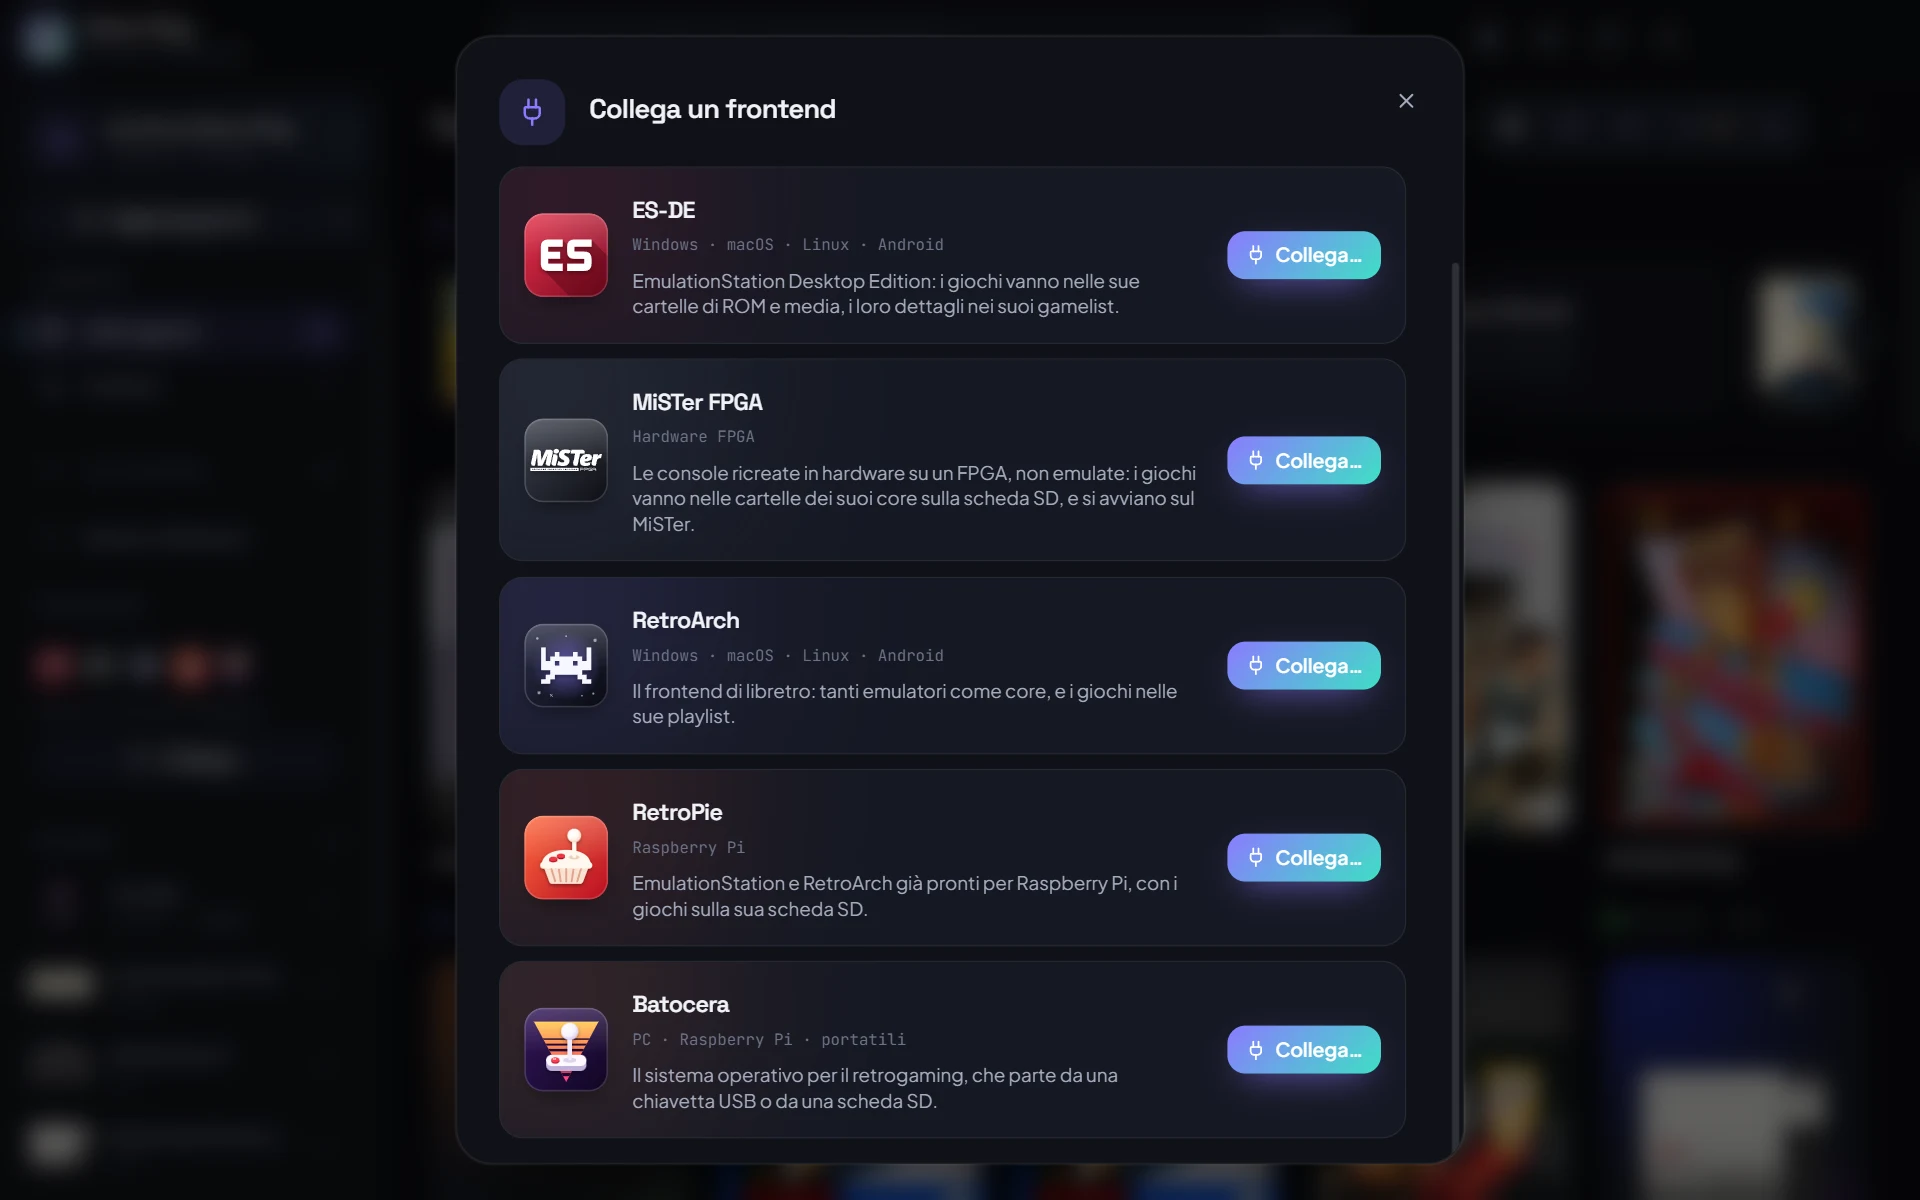 Collega un frontend
ES
ES-DE
Windows · macOS · Linux · Android
EmulationStation Desktop Edition: i giochi vanno nelle sue
cartelle di ROM e media, i loro dettagli nei suoi gamelist.
Collega...
MiSTer
FPGA
MiSTer FPGA
Hardware FPGA
Le console ricreate in hardware su un FPGA, non emulate: i giochi
vanno nelle cartelle dei suoi core sulla scheda SD, e si avviano sul
MiSTer.
Collega...
RetroArch
Windows · macOS · Linux · Android
Il frontend di libretro: tanti emulatori come core, e i giochi nelle
sue playlist.
Collega...
RetroPie
Raspberry Pi
EmulationStation e RetroArch già pronti per Raspberry Pi, con i
giochi sulla sua scheda SD.
Collega...
Batocera
PC · Raspberry Pi · portatili
Il sistema operativo per il retrogaming, che parte da una
chiavetta USB o da una scheda SD.
Collega...